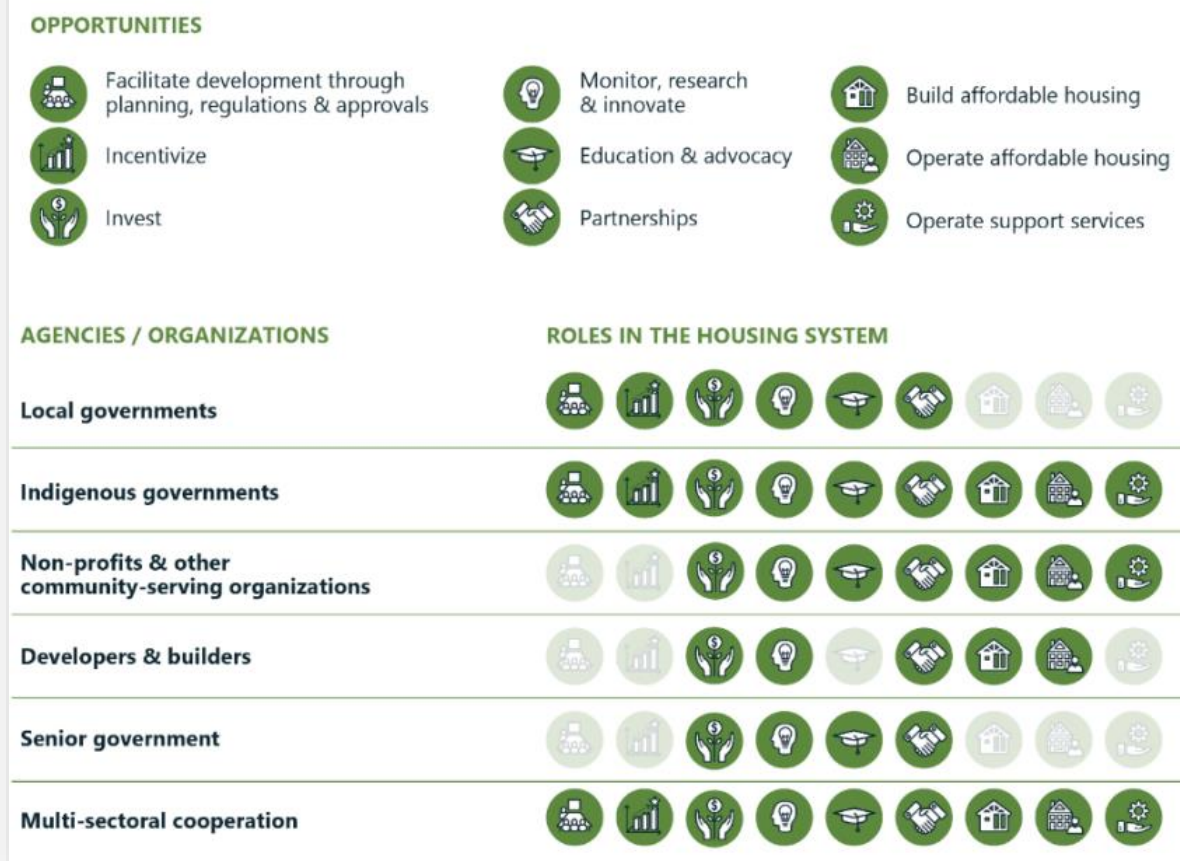 OPPORTUNITIES
Facilitate development through
planning, regulations & approvals
Incentivize
Invest
Monitor, research
& innovate
Education & advocacy
Partnerships
Build affordable housing
Operate affordable housing
Operate support services
AGENCIES / ORGANIZATIONS
ROLES IN THE HOUSING SYSTEM
Local governments
Indigenous governments
Non-profits & other
community-serving organizations
Developers & builders
Senior government
Multi-sectoral cooperation